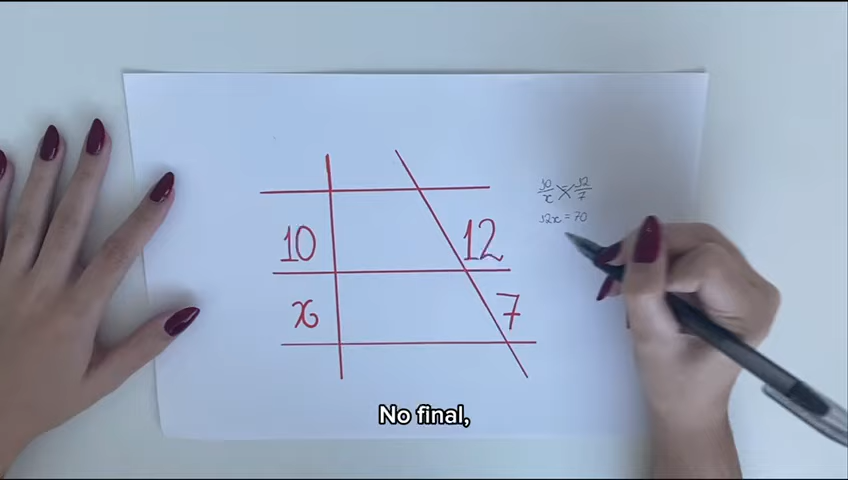 10 12
x 7
10/x = 12/7
12x = 70
No final,